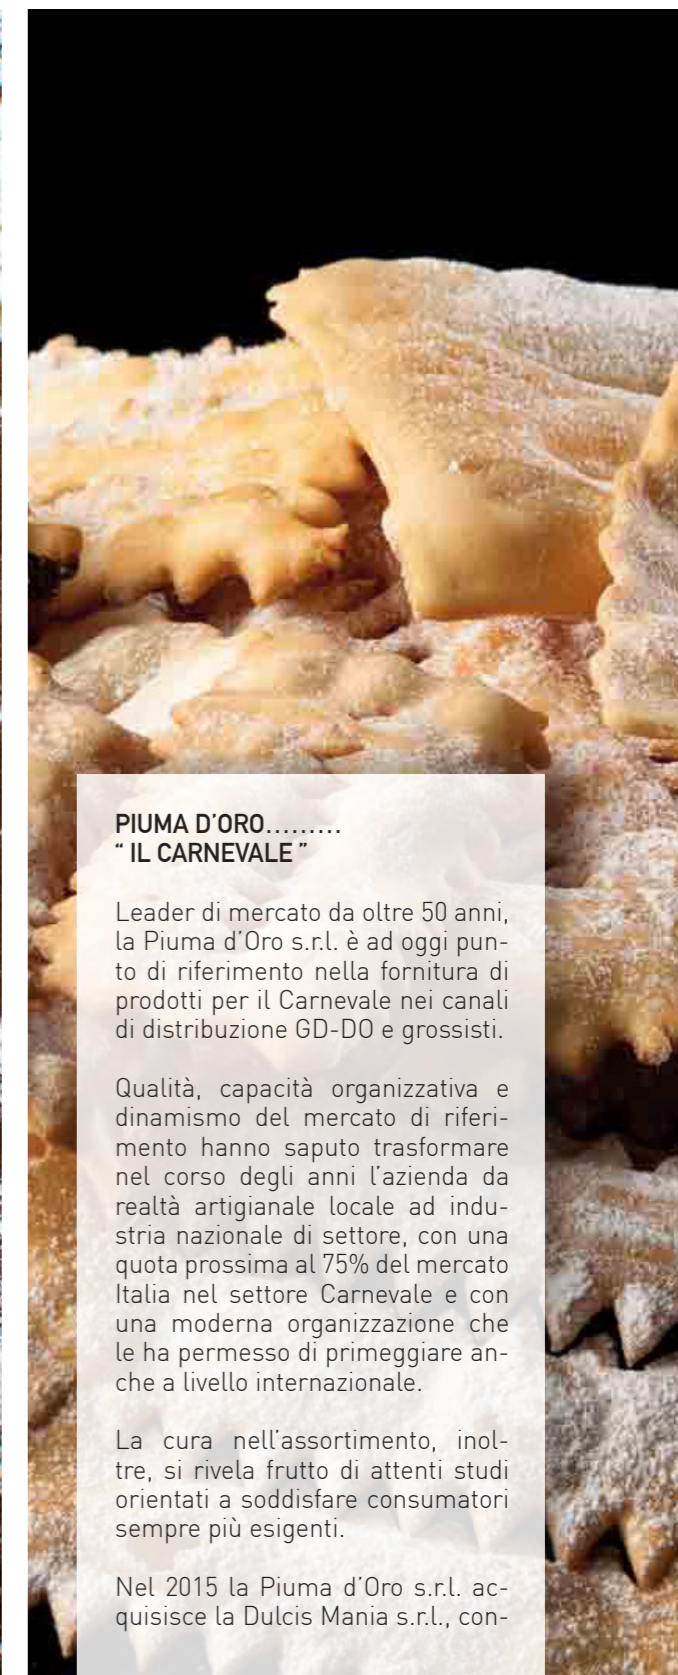 PIUMA D’ORO.........
“ IL CARNEVALE ”
Leader di mercato da oltre 50 anni,
la Piuma d’Oro s.r.l. è ad oggi pun-
to di riferimento nella fornitura di
prodotti per il Carnevale nei canali
di distribuzione GD-DO e grossisti.
Qualità, capacità organizzativa e
dinamismo del mercato di riferi-
mento hanno saputo trasformare
nel corso degli anni l’azienda da
realtà artigianale locale ad indu-
stria nazionale di settore, con una
quota prossima al 75% del mercato
Italia nel settore Carnevale e con
una moderna organizzazione che
le ha permesso di primeggiare an-
che a livello internazionale.
La cura nell’assortimento, inol-
tre, si rivela frutto di attenti studi
orientati a soddisfare consumatori
sempre più esigenti.
Nel 2015 la Piuma d’Oro s.r.l. ac-
quisisce la Dulcis Mania s.r.l., con-